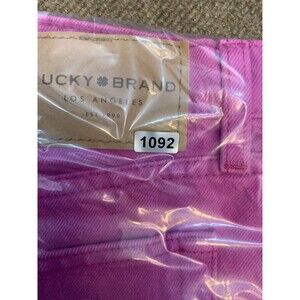 UCKY BRAND
LOS ANGELES
EST. 1990
1092